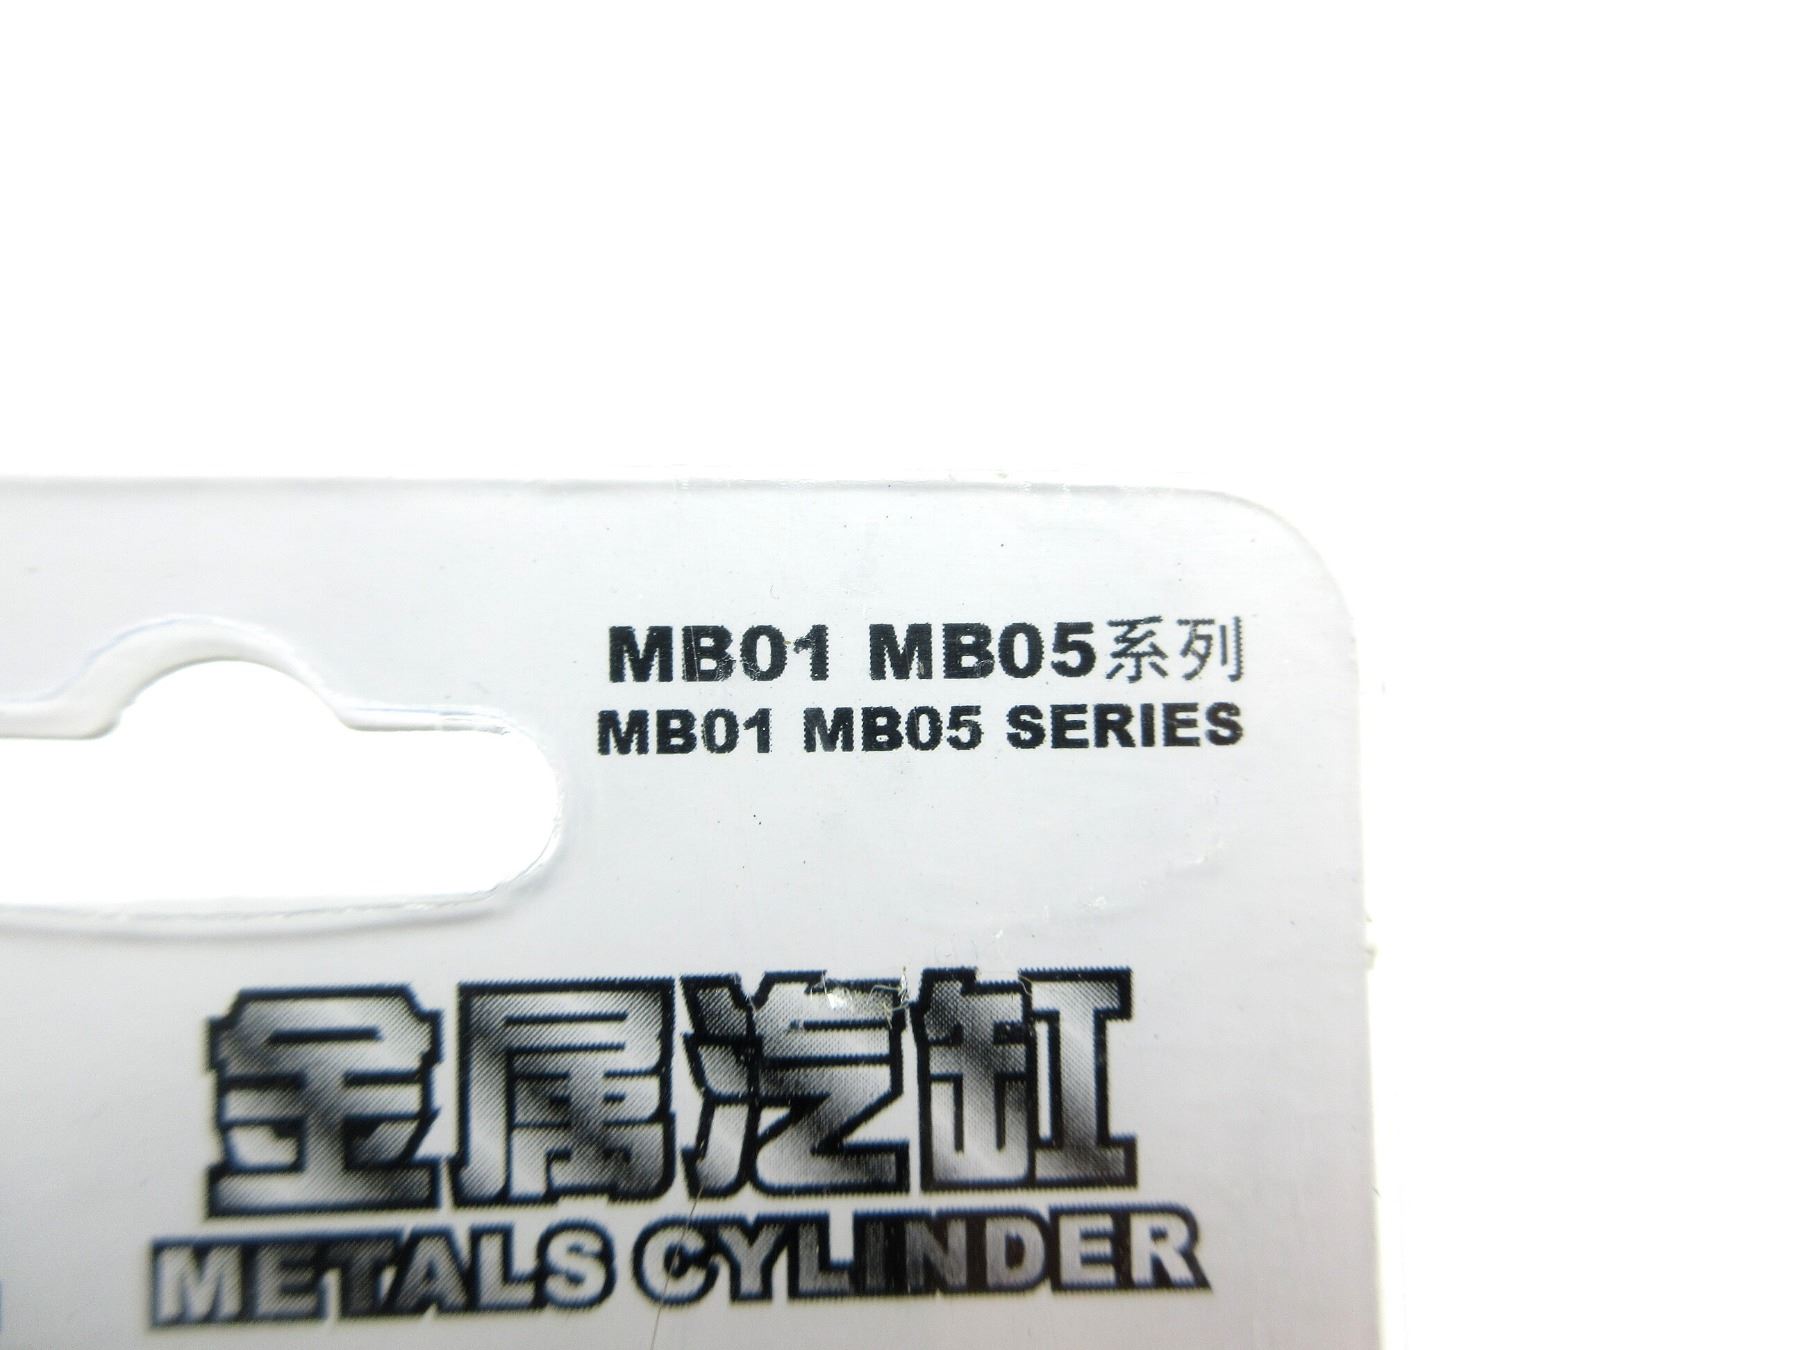 MB01 MB05系列
MB01 MB05 SERIES
金属汽缸
METALS CYLINDER